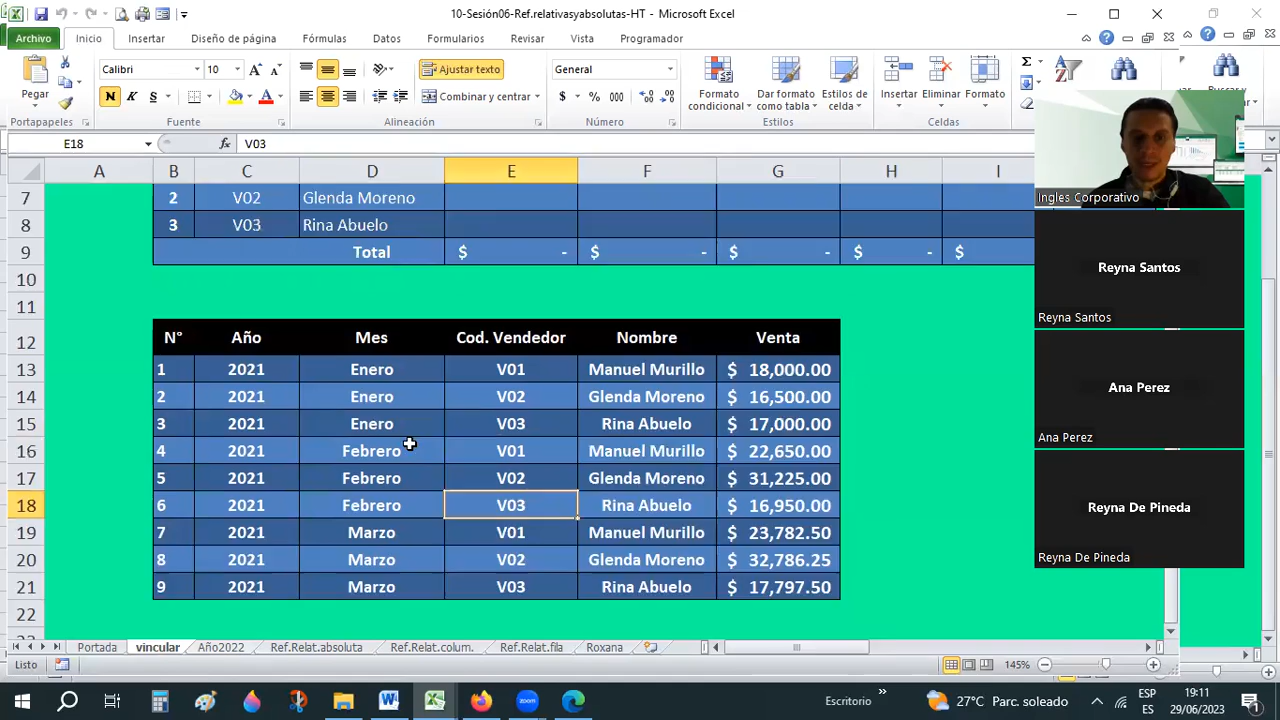 10-Sesión06-Ref.relativasyabsolutas-HT - Microsoft Excel
Archivo Inicio Insertar Diseño de página Fórmulas Datos Formularios Revisar Vista Programador
Calibri 10 Ajustar texto General
Pegar N K S Combinar y centrar $ % 000 Formato condicional Dar formato como tabla Estilos de celda Insertar Eliminar Formato
Portapapeles Fuente Alineación Número Estilos Celdas
E18 fx V03
A B C D E F G H I
7 2 V02 Glenda Moreno
8 3 V03 Rina Abuelo
9 Total $ - $ - $ - $ - $
10
11
12 N° Año Mes Cod. Vendedor Nombre Venta
13 1 2021 Enero V01 Manuel Murillo $ 18,000.00
14 2 2021 Enero V02 Glenda Moreno $ 16,500.00
15 3 2021 Enero V03 Rina Abuelo $ 17,000.00
16 4 2021 Febrero V01 Manuel Murillo $ 22,650.00
17 5 2021 Febrero V02 Glenda Moreno $ 31,225.00
18 6 2021 Febrero V03 Rina Abuelo $ 16,950.00
19 7 2021 Marzo V01 Manuel Murillo $ 23,782.50
20 8 2021 Marzo V02 Glenda Moreno $ 32,786.25
21 9 2021 Marzo V03 Rina Abuelo $ 17,797.50
22
Ingles Corporativo
Reyna Santos
Reyna Santos
Ana Perez
Ana Perez
Reyna De Pineda
Reyna De Pineda
Portada vincular Año2022 Ref.Relat.absoluta Ref.Relat.colum. Ref.Relat.fila Roxana
Listo 145%
Escritorio » 27°C Parc. soleado ESP ES 19:11 29/06/2023 1